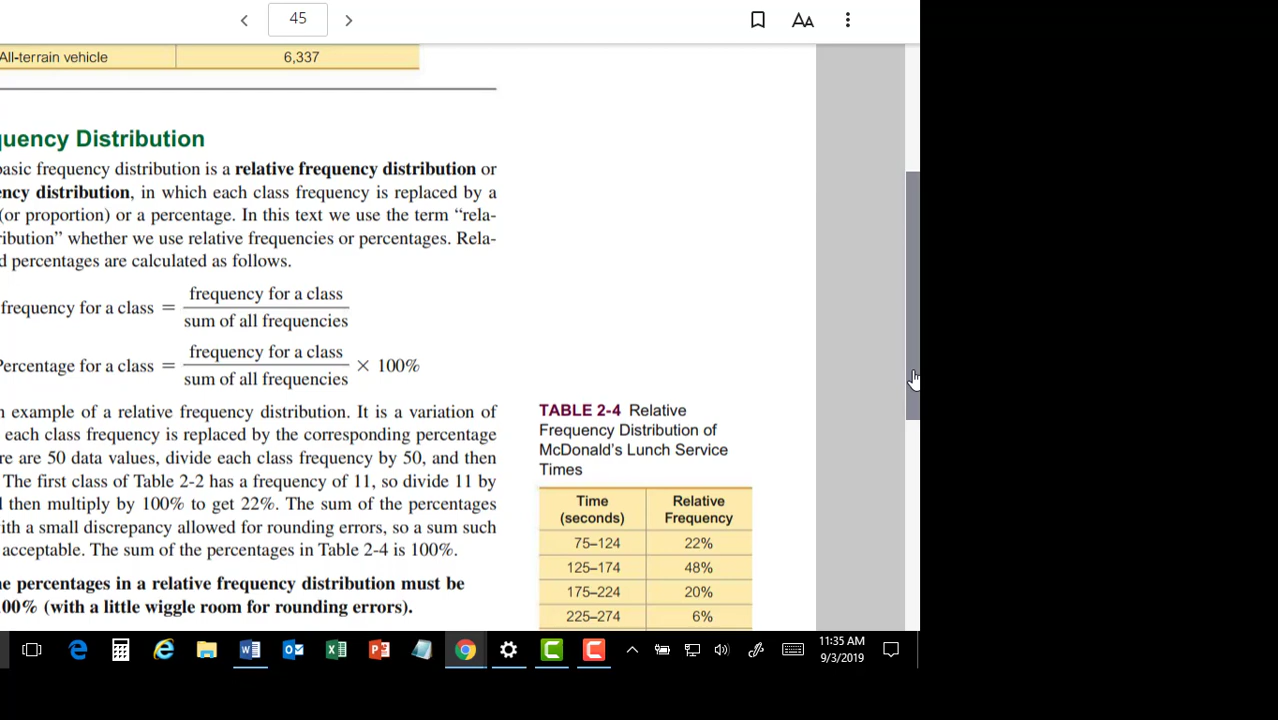 45
All-terrain vehicle 6,337
quency Distribution
basic frequency distribution is a relative frequency distribution or
ency distribution, in which each class frequency is replaced by a
(or proportion) or a percentage. In this text we use the term “rela-
ribution” whether we use relative frequencies or percentages. Rela-
d percentages are calculated as follows.
frequency for a class = frequency for a class
sum of all frequencies
Percentage for a class = frequency for a class
sum of all frequencies × 100%
n example of a relative frequency distribution. It is a variation of
each class frequency is replaced by the corresponding percentage
re are 50 data values, divide each class frequency by 50, and then
The first class of Table 2-2 has a frequency of 11, so divide 11 by
d then multiply by 100% to get 22%. The sum of the percentages
ith a small discrepancy allowed for rounding errors, so a sum such
acceptable. The sum of the percentages in Table 2-4 is 100%.
e percentages in a relative frequency distribution must be
00% (with a little wiggle room for rounding errors).
TABLE 2-4 Relative
Frequency Distribution of
McDonald’s Lunch Service
Times
Time Relative
(seconds) Frequency
75–124 22%
125–174 48%
175–224 20%
225–274 6%
11:35 AM
9/3/2019